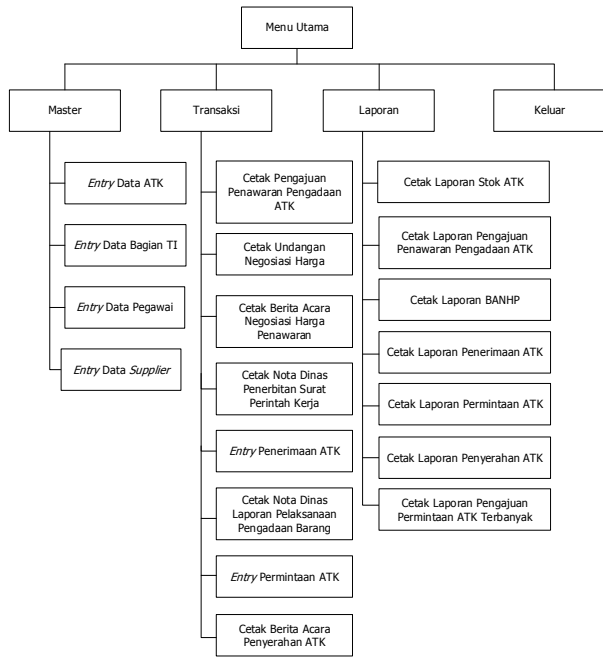 Menu Utama
Master
Transaksi
Laporan
Keluar
Entry Data ATK
Entry Data Bagian TI
Entry Data Pegawai
Entry Data Supplier
Cetak Pengajuan
Penawaran Pengadaan
ATK
Cetak Undangan
Negosiasi Harga
Cetak Berita Acara
Negosiasi Harga
Penawaran
Cetak Nota Dinas
Penerbitan Surat
Perintah Kerja
Entry Penerimaan ATK
Cetak Nota Dinas
Laporan Pelaksanaan
Pengadaan Barang
Entry Permintaan ATK
Cetak Berita Acara
Penyerahan ATK
Cetak Laporan Stok ATK
Cetak Laporan Pengajuan
Penawaran Pengadaan ATK
Cetak Laporan BANHP
Cetak Laporan Penerimaan ATK
Cetak Laporan Permintaan ATK
Cetak Laporan Penyerahan ATK
Cetak Laporan Pengajuan
Permintaan ATK Terbanyak